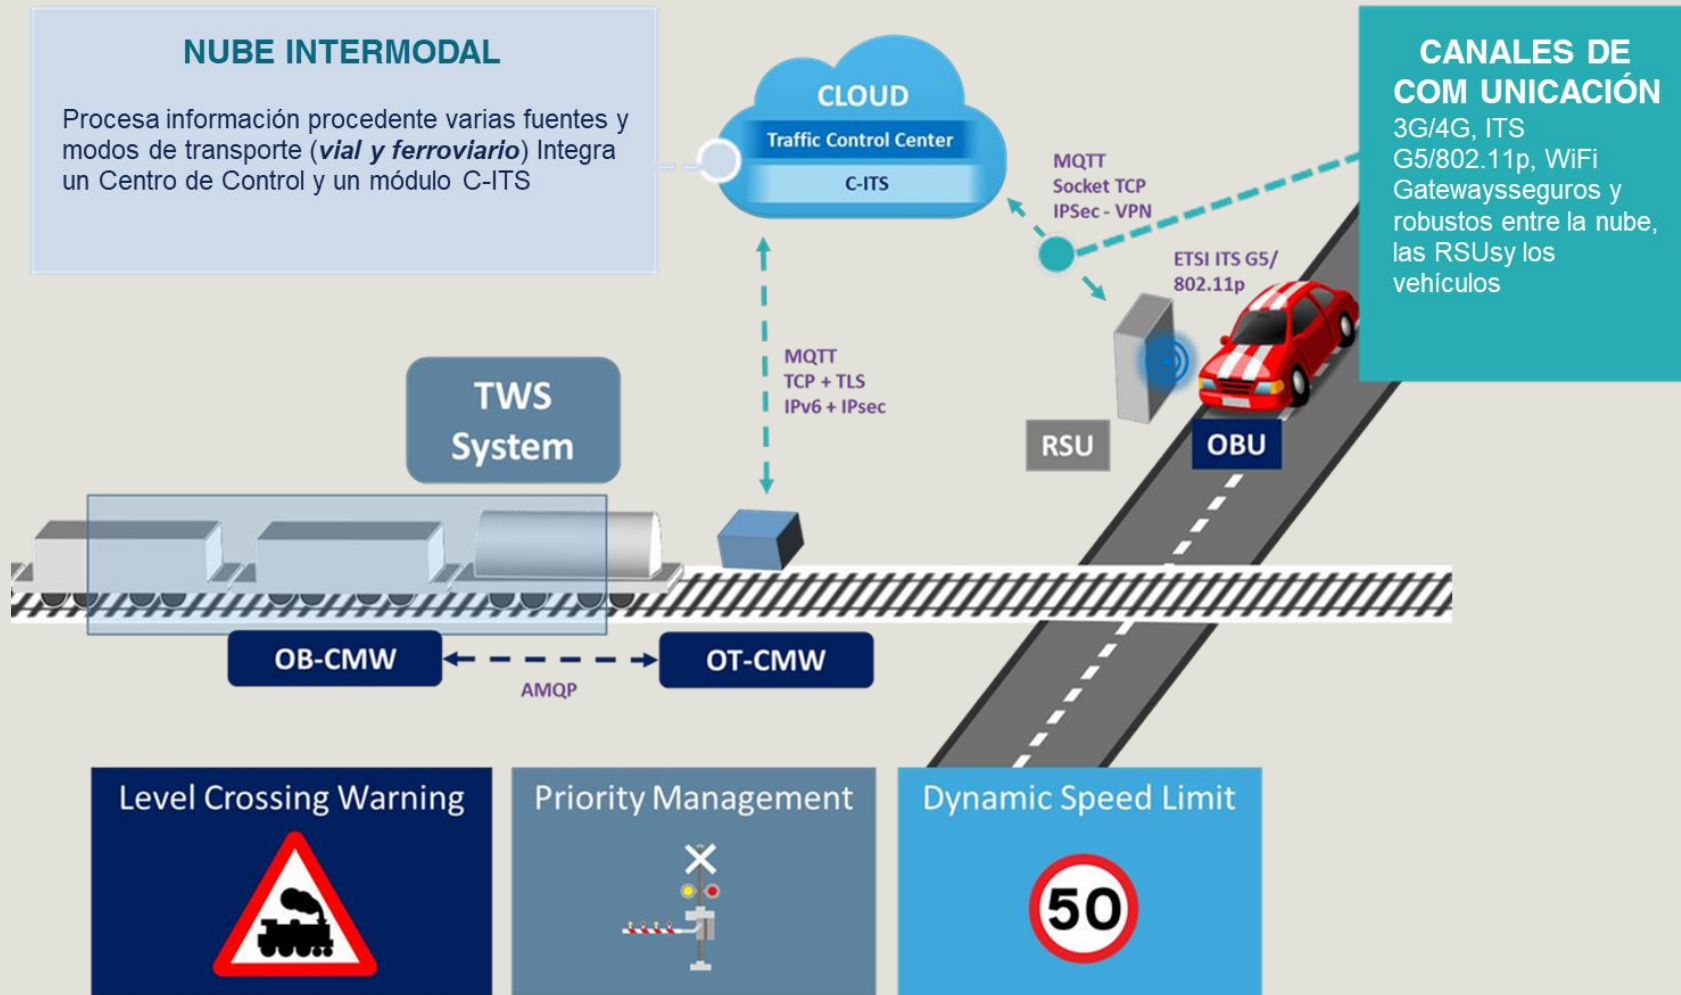 NUBE INTERMODAL
Procesa información procedente varias fuentes y
modos de transporte (vial y ferroviario) Integra
un Centro de Control y un módulo C-ITS
CLOUD
Traffic Control Center
C-ITS
MQTT
Socket TCP
IPSec - VPN
CANALES DE
COM UNICACIÓN
3G/4G, ITS
G5/802.11p, WiFi
Gatewaysseguros y
robustos entre la nube,
las RSUsy los
vehículos
ETSI ITS G5/
802.11p
MQTT
TCP + TLS
IPv6 + IPsec
TWS
System
RSU
OBU
OB-CMW
OT-CMW
AMQP
Level Crossing Warning
Priority Management
Dynamic Speed Limit
50